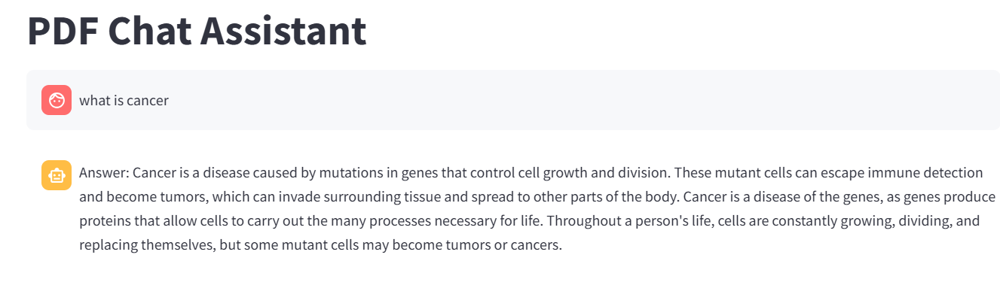 PDF Chat Assistant
what is cancer
Answer: Cancer is a disease caused by mutations in genes that control cell growth and division. These mutant cells can escape immune detection
and become tumors, which can invade surrounding tissue and spread to other parts of the body. Cancer is a disease of the genes, as genes produce
proteins that allow cells to carry out the many processes necessary for life. Throughout a person's life, cells are constantly growing, dividing, and
replacing themselves, but some mutant cells may become tumors or cancers.